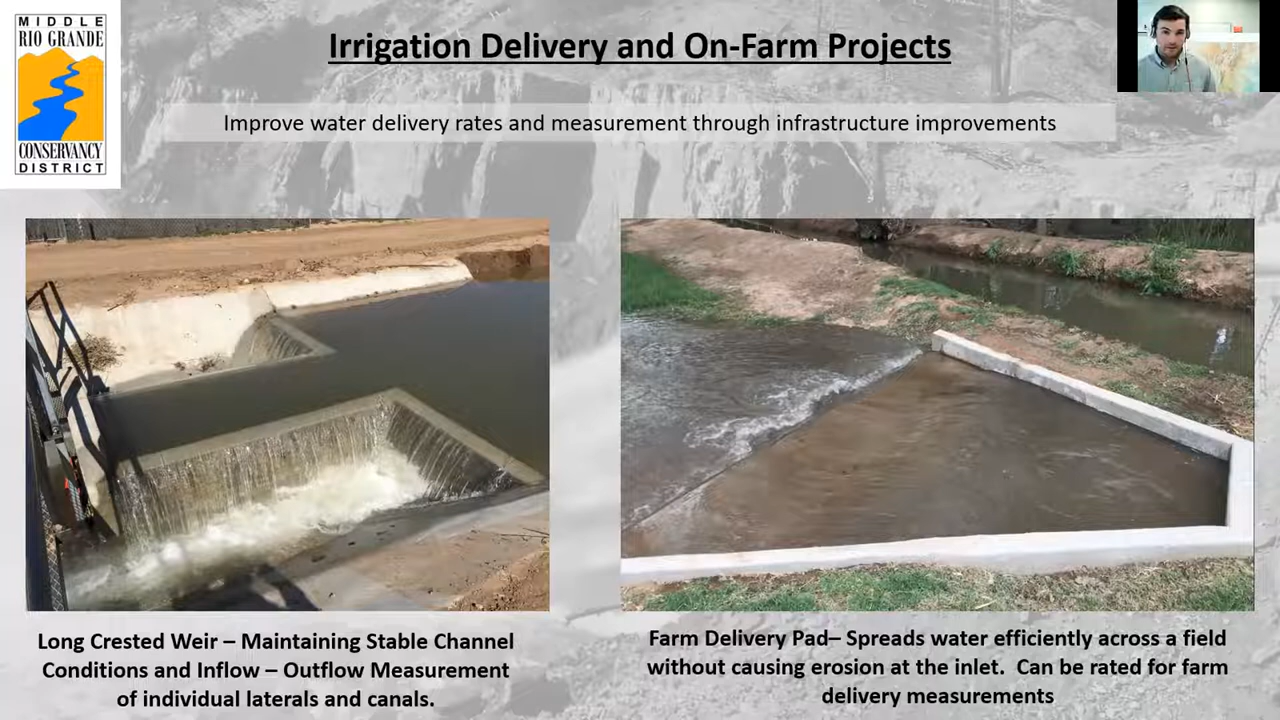 MIDDLE
RIO GRANDE
CONSERVANCY
DISTRICT
Irrigation Delivery and On-Farm Projects
Improve water delivery rates and measurement through infrastructure improvements
Long Crested Weir – Maintaining Stable Channel
Conditions and Inflow – Outflow Measurement
of individual laterals and canals.
Farm Delivery Pad– Spreads water efficiently across a field
without causing erosion at the inlet.  Can be rated for farm
delivery measurements